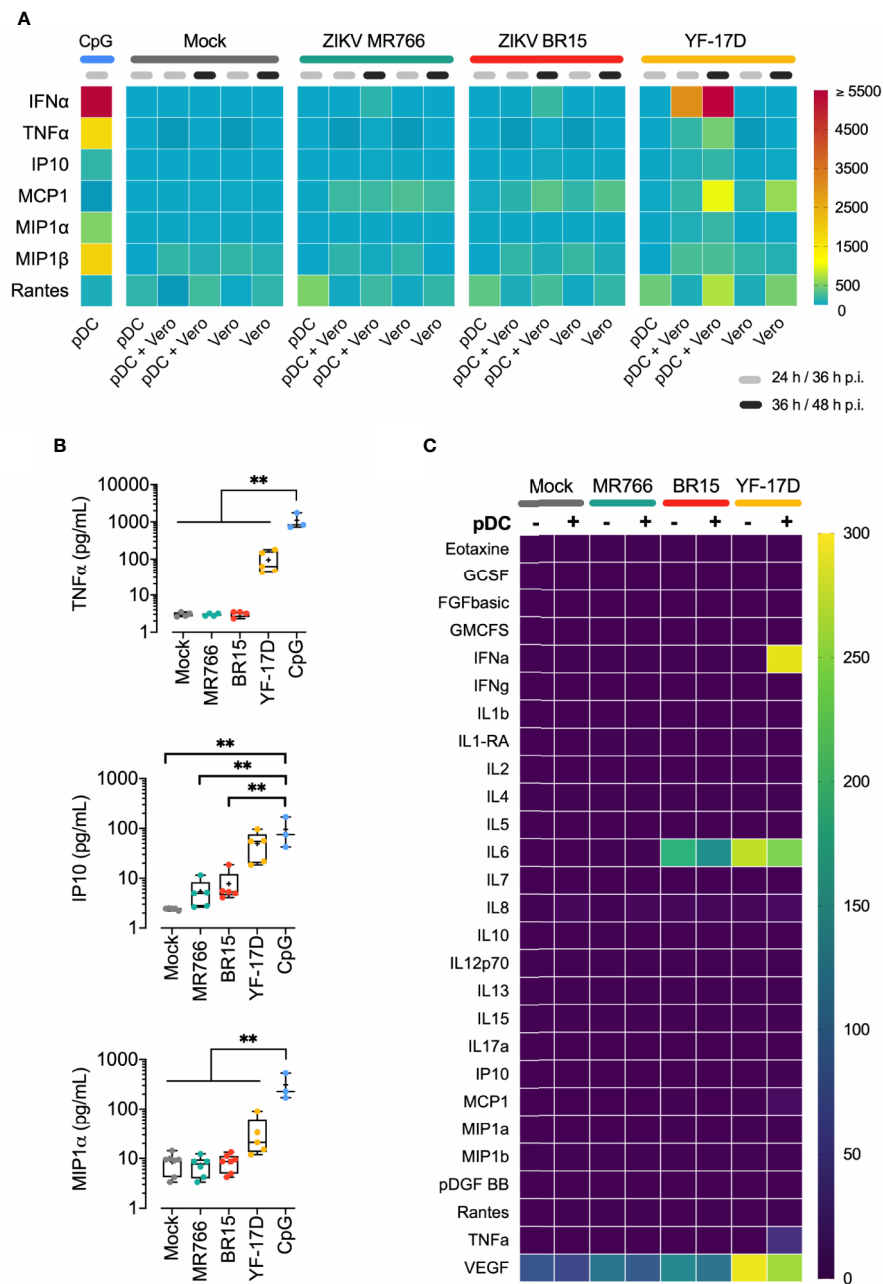 A
CpG Mock ZIKV MR766 ZIKV BR15 YF-17D
IFNα
TNFα
IP10
MCP1
MIP1α
MIP1β
Rantes
≥ 5500
5500
4500
3500
2500
1500
500
0
pDC pDC pDC + Vero pDC + Vero Vero Vero pDC pDC + Vero pDC + Vero Vero Vero pDC pDC + Vero pDC + Vero Vero Vero pDC pDC + Vero pDC + Vero Vero Vero
24 h / 36 h p.i.
36 h / 48 h p.i.
B
TNFα (pg/mL)
10000
1000
100
10
1
**
Mock MR766 BR15 YF-17D CpG
IP10 (pg/mL)
1000
100
10
1
**
**
**
Mock MR766 BR15 YF-17D CpG
MIP1α (pg/mL)
1000
100
10
1
**
Mock MR766 BR15 YF-17D CpG
C
Mock MR766 BR15 YF-17D
pDC - + - + - + - +
Eotaxine
GCSF
FGFbasic
GMCFS
IFNa
IFNg
IL1b
IL1-RA
IL2
IL4
IL5
IL6
IL7
IL8
IL10
IL12p70
IL13
IL15
IL17a
IP10
MCP1
MIP1a
MIP1b
pDGF BB
Rantes
TNFa
VEGF
300
250
200
150
100
50
0